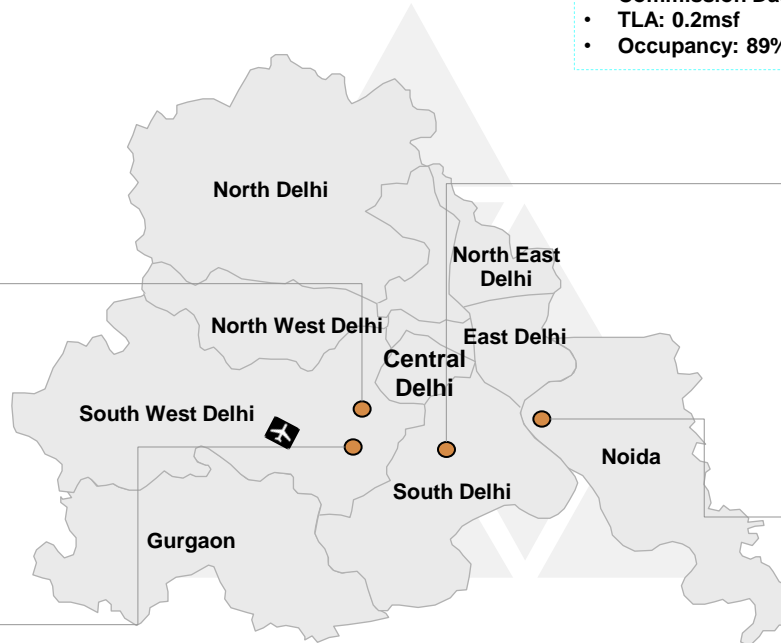 • TLA: 0.2msf
• Occupancy: 89%
North Delhi
North East
Delhi
North West Delhi
East Delhi
Central
Delhi
South West Delhi
Noida
South Delhi
Gurgaon